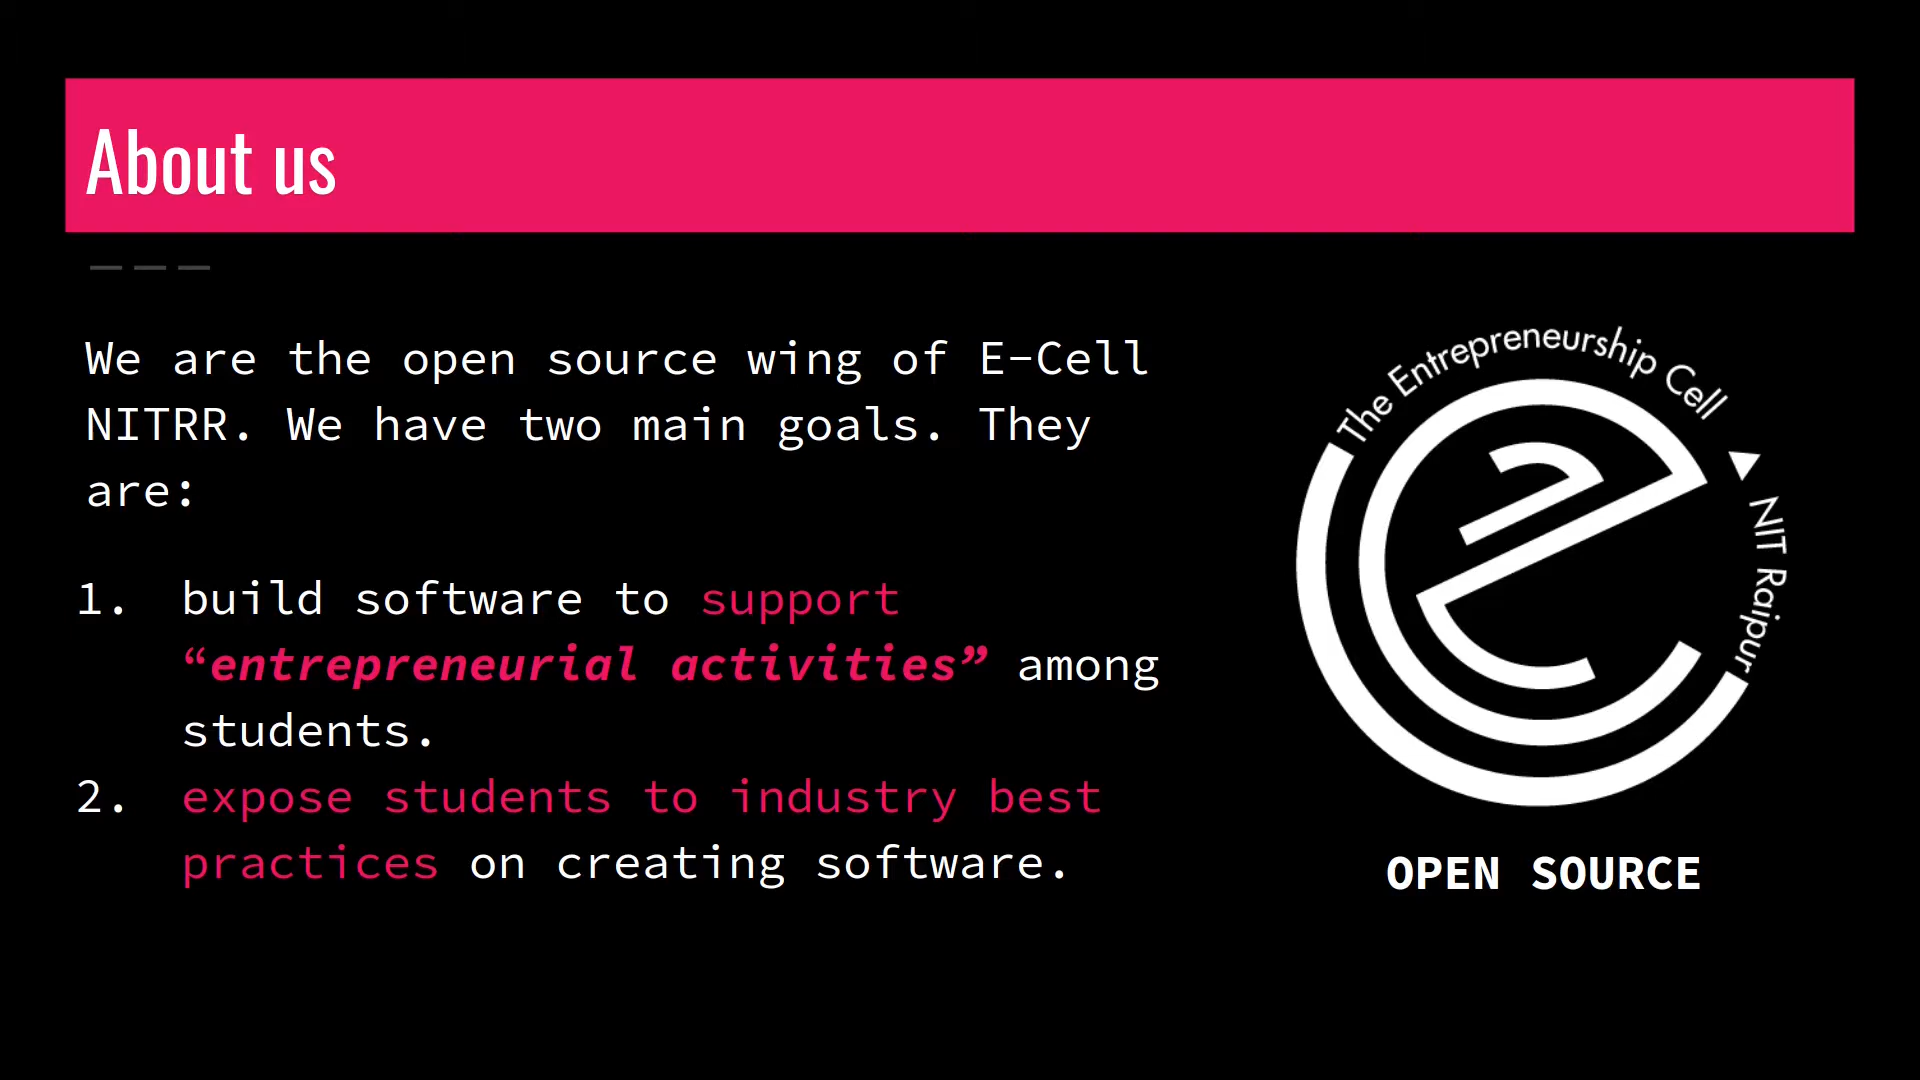 About us
We are the open source wing of E-Cell
NITRR. We have two main goals. They
are:
1. build software to support
“entrepreneurial activities” among
students.
2. expose students to industry best
practices on creating software.
The Entrepreneurship Cell
NIT Raipur
OPEN SOURCE